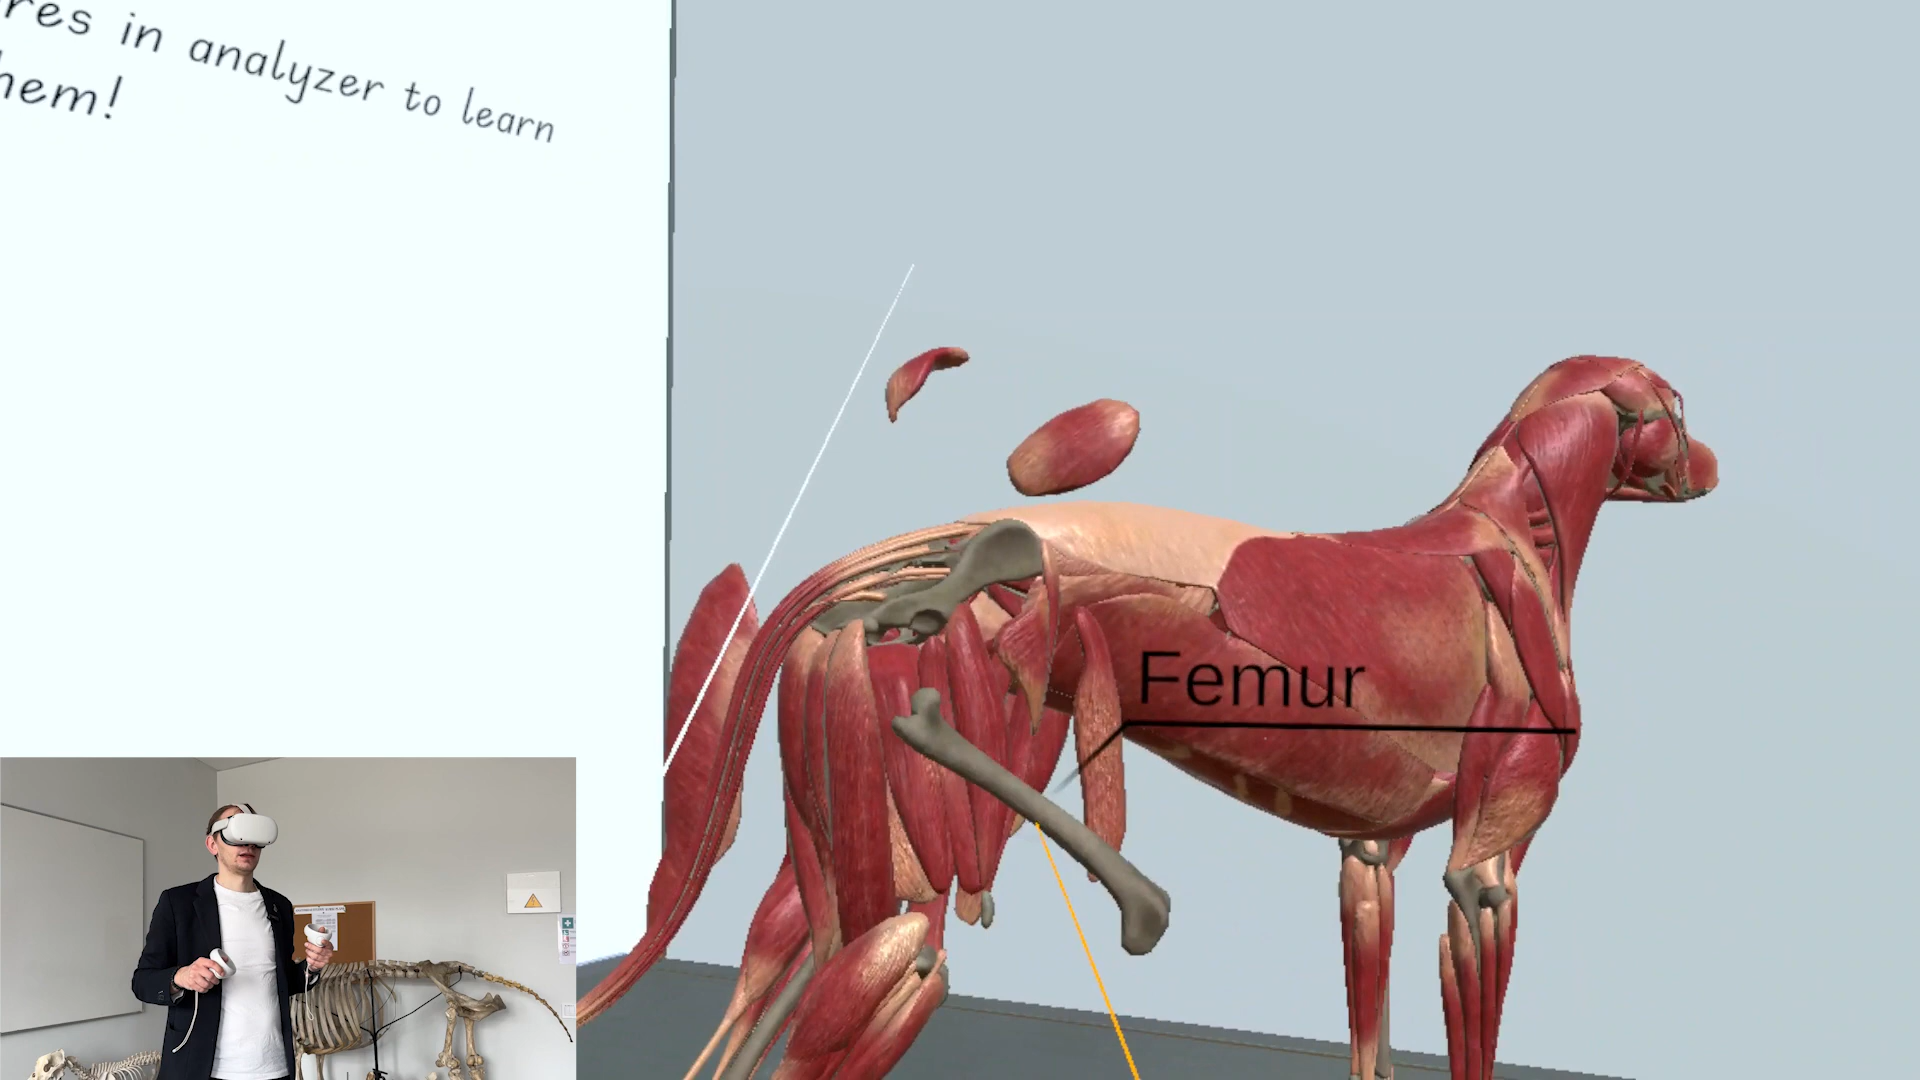 res in analyzer to learn
hem!
Femur